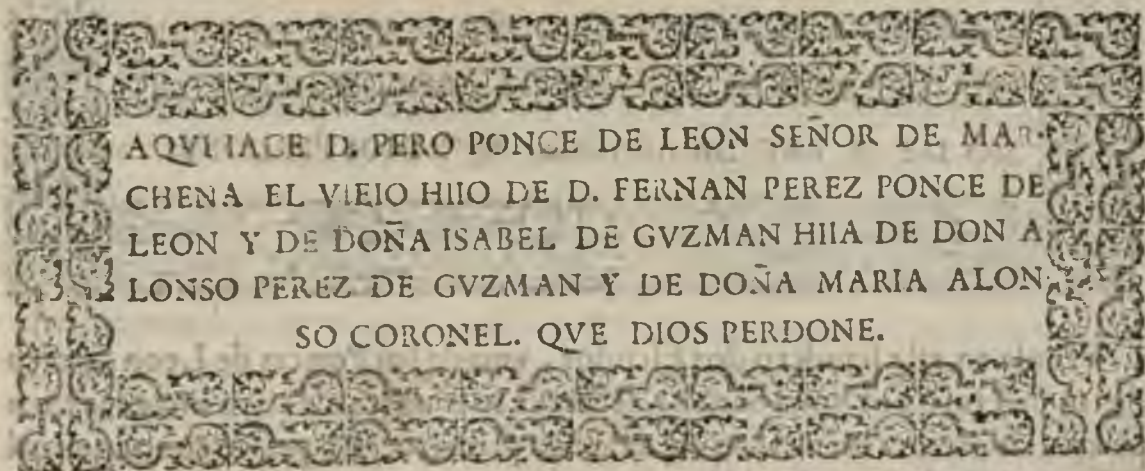 AQVI IACE D. PERO PONCE DE LEON SEÑOR DE MAR-
CHENA EL VIEIO HIIO DE D. FERNAN PEREZ PONCE DE
LEON Y DE DOÑA ISABEL DE GVZMAN HIIA DE DON A
LONSO PEREZ DE GVZMAN Y DE DOÑA MARIA ALON-
SO CORONEL. QVE DIOS PERDONE.